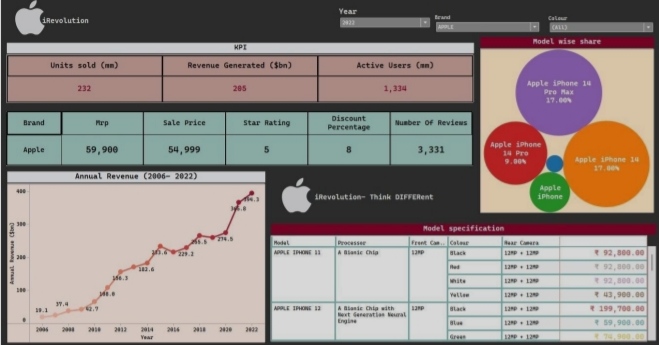 iRevolution
Year
2022
Brand
APPLE
Colour
(All)
KPI
Units sold (mm)
Revenue Generated ($bn)
Active Users (mm)
232
205
1,334
Brand
Mrp
Sale Price
Star Rating
Discount Percentage
Number Of Reviews
Apple
59,900
54,999
5
8
3,331
Model wise share
Apple iPhone 14
Pro Max
17.00%
Apple iPhone
14 Pro
9.00%
Apple iPhone 14
17.00%
Apple
iPhone
Annual Revenue (2006- 2022)
Annual Revenue ($bn)
400
300
200
100
0
19.1
37.4
42.7
108.0
156.3
182.6
233.6
229.2
265.5
274.5
365.8
394.3
2006
2008
2010
2012
2014
2016
2018
2020
2022
Year
iRevolution- Think DIFFERent
Model specification
Model
Processor
Front Cam..
Colour
Rear Camera
APPLE IPHONE 11
A Bionic Chip
12MP
Black
12MP + 12MP
₹ 92,800.00
Red
12MP + 12MP
₹ 92,800.00
White
12MP + 12MP
₹ 92,800.00
Yellow
12MP + 12MP
₹ 43,900.00
APPLE IPHONE 12
A Bionic Chip with
Next Generation Neural
Engine
12MP
Black
12MP + 12MP
₹ 199,700.00
Blue
12MP + 12MP
₹ 59,900.00
Green
12MP + 12MP